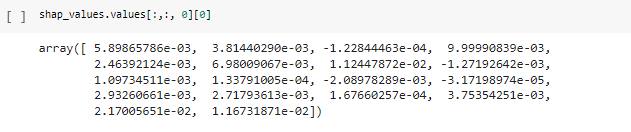 [ ] shap_values.values[:,:, 0][0]
array([ 5.89865786e-03, 3.81440290e-03, -1.22844463e-04, 9.99990839e-03,
2.46392124e-03, 6.98009067e-03, 1.12447872e-02, -1.27192642e-03,
1.09734511e-03, 1.33791005e-04, -2.08978289e-03, -3.17198974e-05,
2.93260661e-03, 2.71793613e-03, 1.67660257e-04, 3.75354251e-03,
2.17005651e-02, 1.16731871e-02])